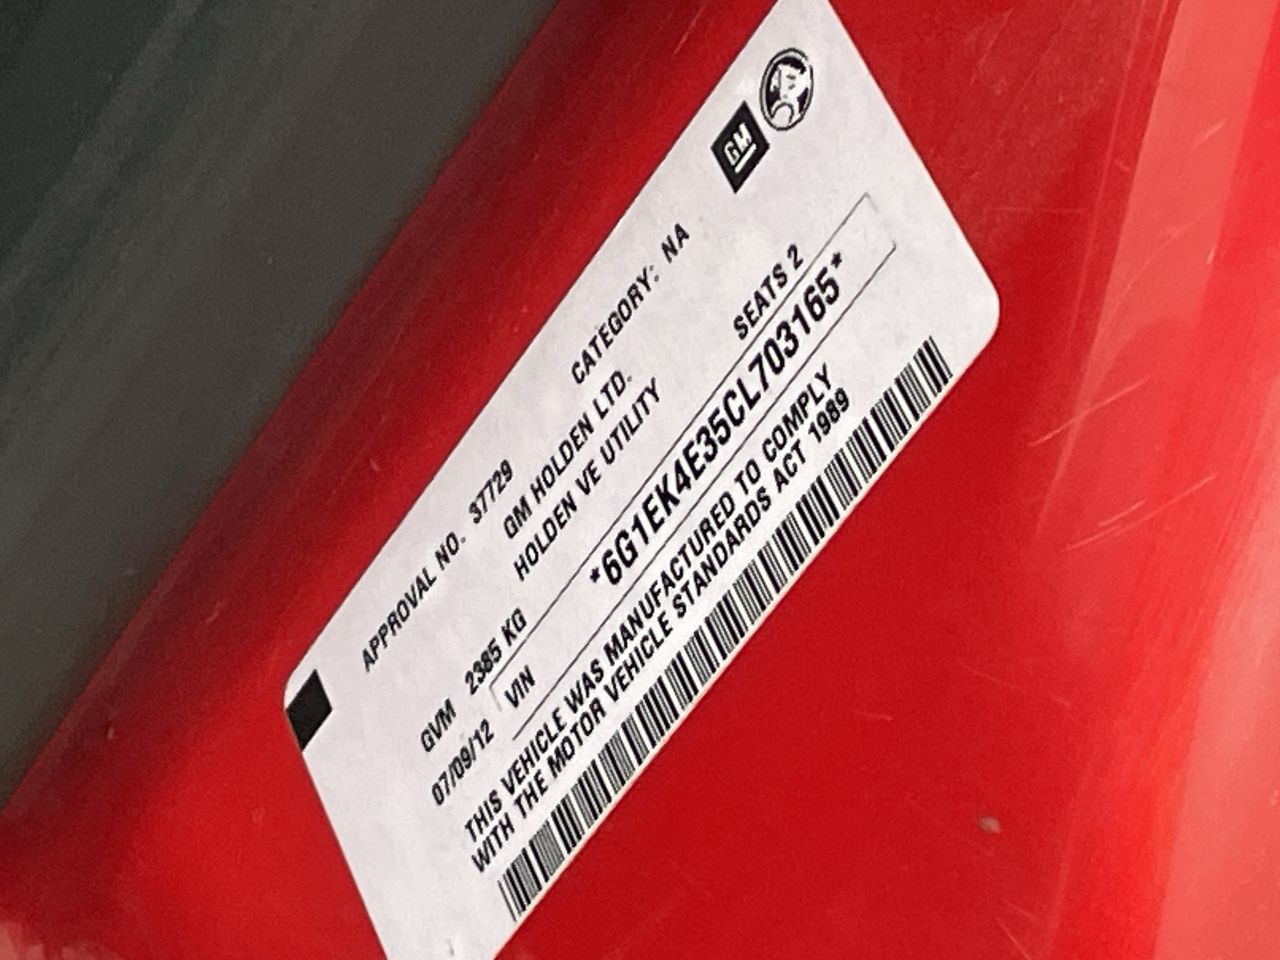 GM
APPROVAL NO. 37729 CATEGORY: NA
GM HOLDEN LTD.
HOLDEN VE UTILITY
GVM 2385 KG SEATS 2
07/09/12 VIN *6G1EK4E35CL703165*
THIS VEHICLE WAS MANUFACTURED TO COMPLY
WITH THE MOTOR VEHICLE STANDARDS ACT 1989